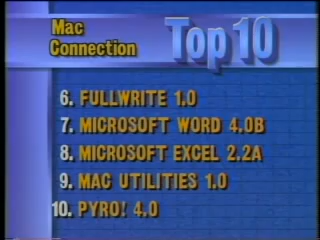 Mac
Connection
Top 10
6. FULLWRITE 1.0
7. MICROSOFT WORD 4.0B
8. MICROSOFT EXCEL 2.2A
9. MAC UTILITIES 1.0
10. PYRO! 4.0